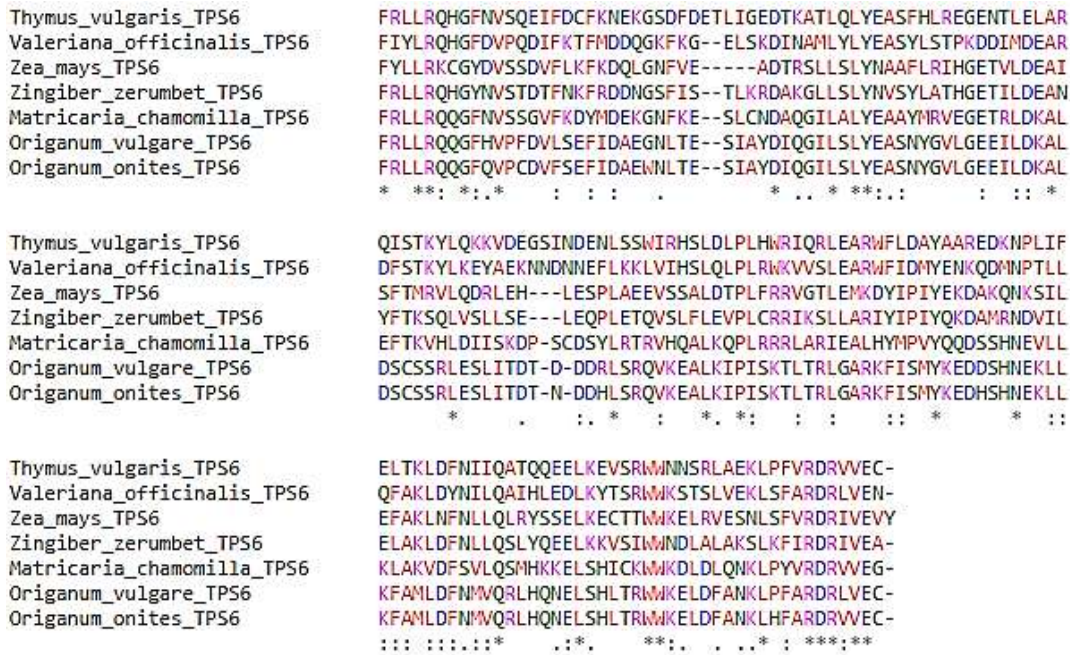 Thymus_vulgaris_TPS6 FRLLRQHGFNVSQEIFDCFKNEKGSDFDETLIGEDTKATLQLYEASFHLREGENTLELAR
Valeriana_officinalis_TPS6 FIYLRQHGFDVPQDIFKTFMDDQGKFKG--ELSKDINAMLYLYEASYLSTPKDDIMDEAR
Zea_mays_TPS6 FYLLRKCGYDVSSDVFLKFKDQLGNFVE-----ADTRSLLSLYNAAFLRIHGETVLDEAI
Zingiber_zerumbet_TPS6 FRLLRQHGYNVSTDTFNKFRDDNGSFIS--TLKRDAKGLLSLYNVSYLATHGETILDEAN
Matricaria_chamomilla_TPS6 FRLLRQQGFNVSSGVFKDYMDEKGNFKE--SLCNDAQGILALYEAAYMRVEGETRLDKAL
Origanum_vulgare_TPS6 FRLLRQQGFHVPFDVLSEFIDAEGNLTE--SIAYDIQGILSLYEASNYGVLGEEILDKAL
Origanum_onites_TPS6 FRLLRQQGFQVPCDVFSEFIDAEWNLTE--SIAYDIQGILSLYEASNYGVLGEEILDKAL
* **: *:.* : : : . * .. * **:.: : :: *
Thymus_vulgaris_TPS6 QISTKYLQKKVDEGSINDENLSSWIRHSLDLPLHWRIQRLEARWFLDAYAAREDKNPLIF
Valeriana_officinalis_TPS6 DFSTKYLKEYAEKNNDNNEFLKKLVIHSLQLPLRWKVVSLEARWFIDMYENKQDMNPTLL
Zea_mays_TPS6 SFTMRVLQDRLEH---LESPLAEEVSSALDTPLFRRVGTLEMKDYIPIYEKDAKQNKSIL
Zingiber_zerumbet_TPS6 YFTKSQLVSLLSE---LEQPLETQVSLFLEVPLCRRIKSLLARIYIPIYQKDAMRNDVIL
Matricaria_chamomilla_TPS6 EFTKVHLDIISKDP-SCDSYLRTRVHQALKQPLRRRLARIEALHYMPVYQQDSSHNEVLL
Origanum_vulgare_TPS6 DSCSSRLESLITDT-D-DDRLSRQVKEALKIPISKTLTRLGARKFISMYKEDDSHNEKLL
Origanum_onites_TPS6 DSCSSRLESLITDT-N-DDHLSRQVKEALKIPISKTLTRLGARKFISMYKEDHSHNEKLL
* . :. * : *. *: : : :: * * ::
Thymus_vulgaris_TPS6 ELTKLDFNIIQATQQEELKEVSRWWNNSRLAEKLPFVRDRVVEC-
Valeriana_officinalis_TPS6 QFAKLDYNILQAIHLEDLKYTSRWWKSTSLVEKLSFARDRLVEN-
Zea_mays_TPS6 EFAKLNFNLLQLRYSSELKECTTWWKELRVESNLSFVRDRIVEVY
Zingiber_zerumbet_TPS6 ELAKLDFNLLQSLYQEELKKVSIWWNDLALAKSLKFIRDRIVEA-
Matricaria_chamomilla_TPS6 KLAKVDFSVLQSMHKKELSHICKWWKDLDLQNKLPYVRDRVVEG-
Origanum_vulgare_TPS6 KFAMLDFNMVQRLHQNELSHLTRWWKELDFANKLPFARDRLVEC-
Origanum_onites_TPS6 KFAMLDFNMVQRLHQNELSHLTRWWKELDFANKLHFARDRVVEC-
::: :::.::* .:*. **:. . ..* : ***:**